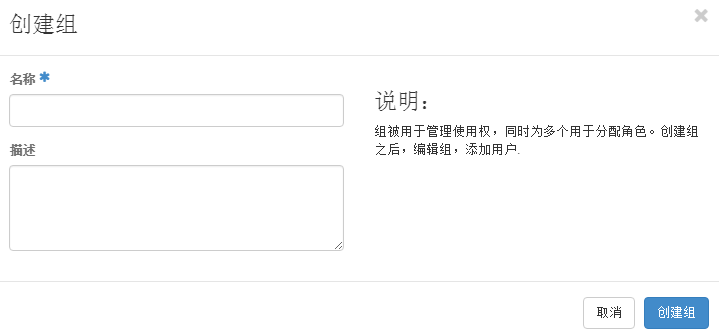 创建组
×
名称 *
说明：
组被用于管理使用权，同时为多个用于分配角色。创建组
之后，编辑组，添加用户.
描述
取消
创建组